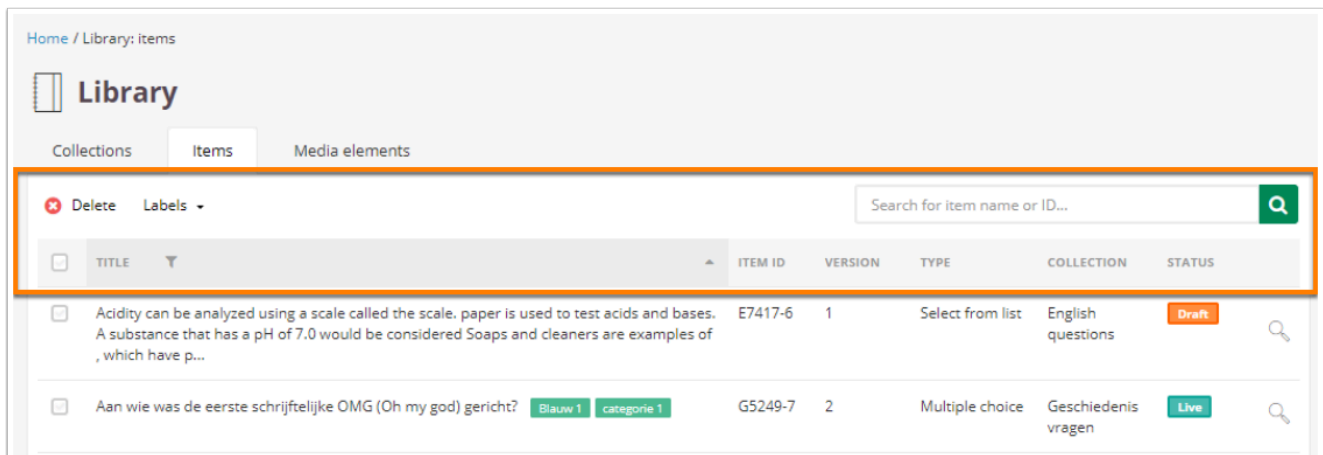 Home / Library: items
Library
Collections Items Media elements
Delete Labels Search for item name or ID...
TITLE ITEM ID VERSION TYPE COLLECTION STATUS
Acidity can be analyzed using a scale called the scale. paper is used to test acids and bases. E7417-6 1 Select from list English Draft
A substance that has a pH of 7.0 would be considered Soaps and cleaners are examples of questions
, which have p...
Aan wie was de eerste schrijftelijke OMG (Oh my god) gericht? Blauw 1 categorie 1 G5249-7 2 Multiple choice Geschiedenis Live
vragen